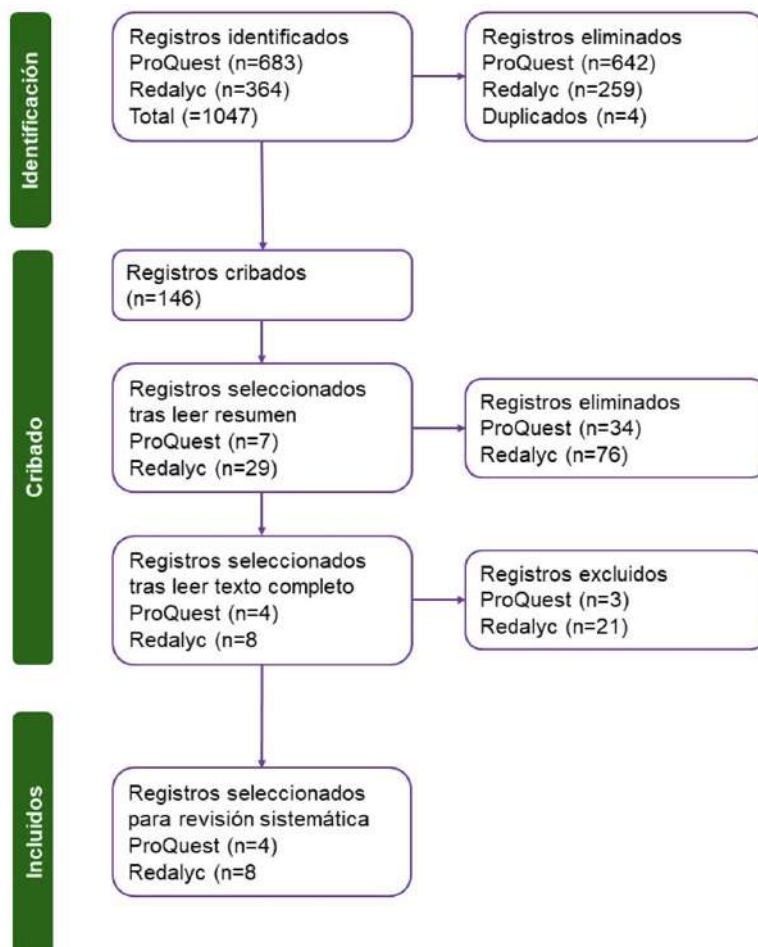 Identificación
Registros identificados
ProQuest (n=683)
Redalyc (n=364)
Total (=1047)
Registros eliminados
ProQuest (n=642)
Redalyc (n=259)
Duplicados (n=4)
Cribado
Registros cribados
(n=146)
Registros seleccionados
tras leer resumen
ProQuest (n=7)
Redalyc (n=29)
Registros eliminados
ProQuest (n=34)
Redalyc (n=76)
Registros seleccionados
tras leer texto completo
ProQuest (n=4)
Redalyc (n=8
Registros excluidos
ProQuest (n=3)
Redalyc (n=21)
Incluidos
Registros seleccionados
para revisión sistemática
ProQuest (n=4)
Redalyc (n=8